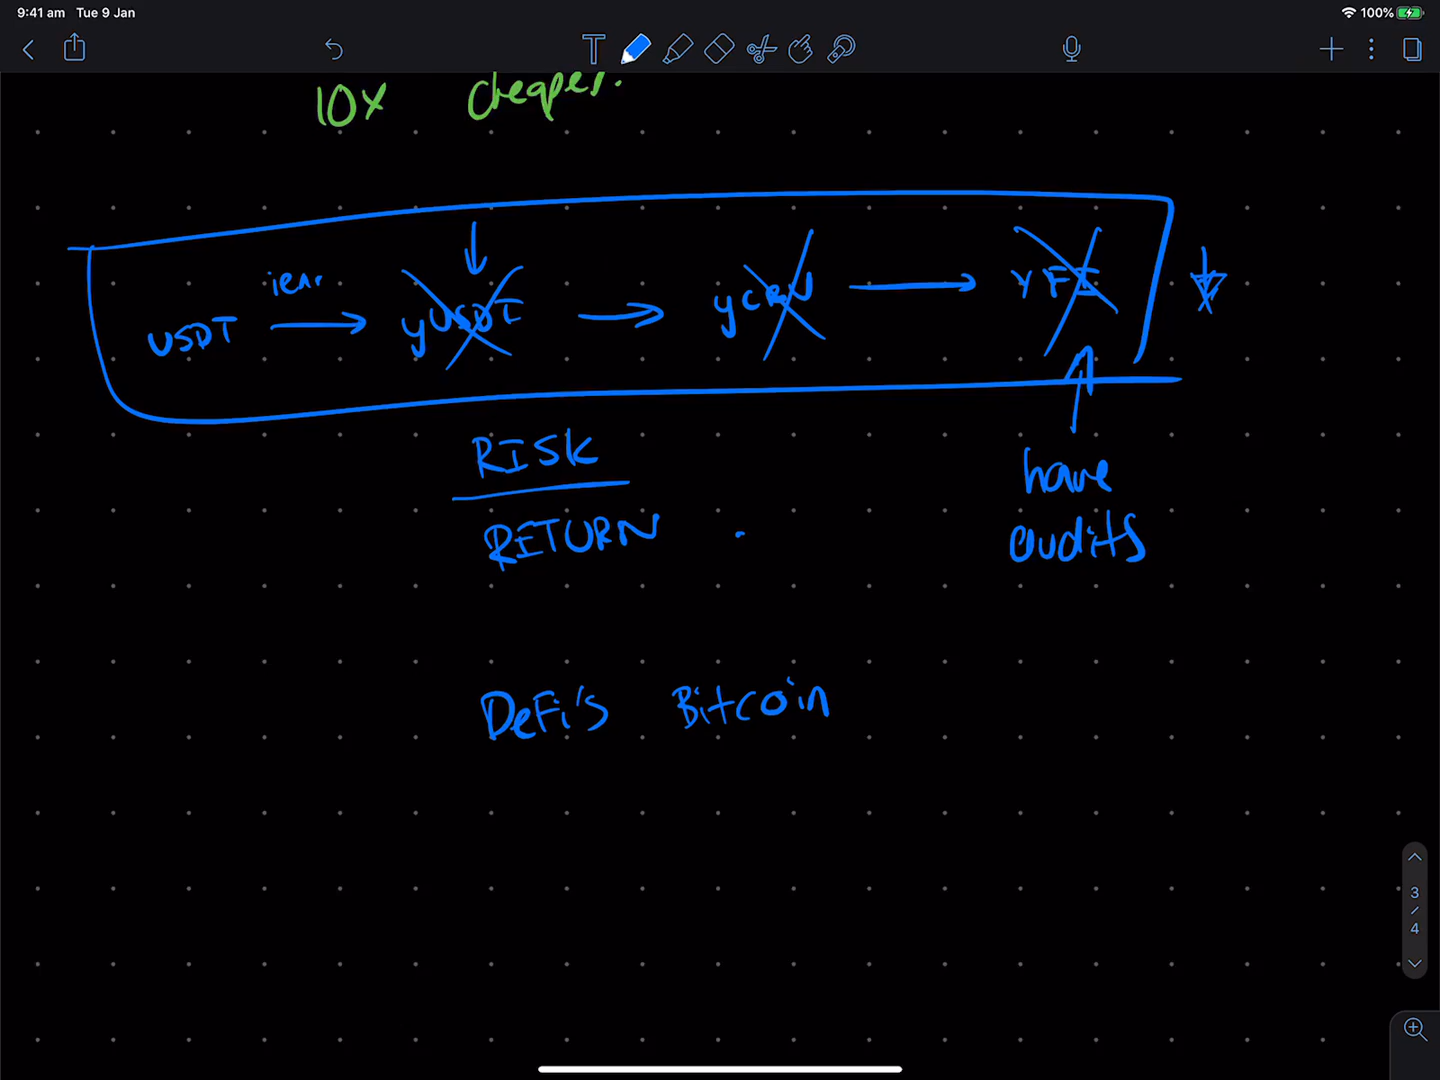 9:41 am Tue 9 Jan
100%
10x cheaper.
USDT yUSDT yCRV YFI
RISK
RETURN .
have
audits
DeFi's Bitcoin
3
/
4